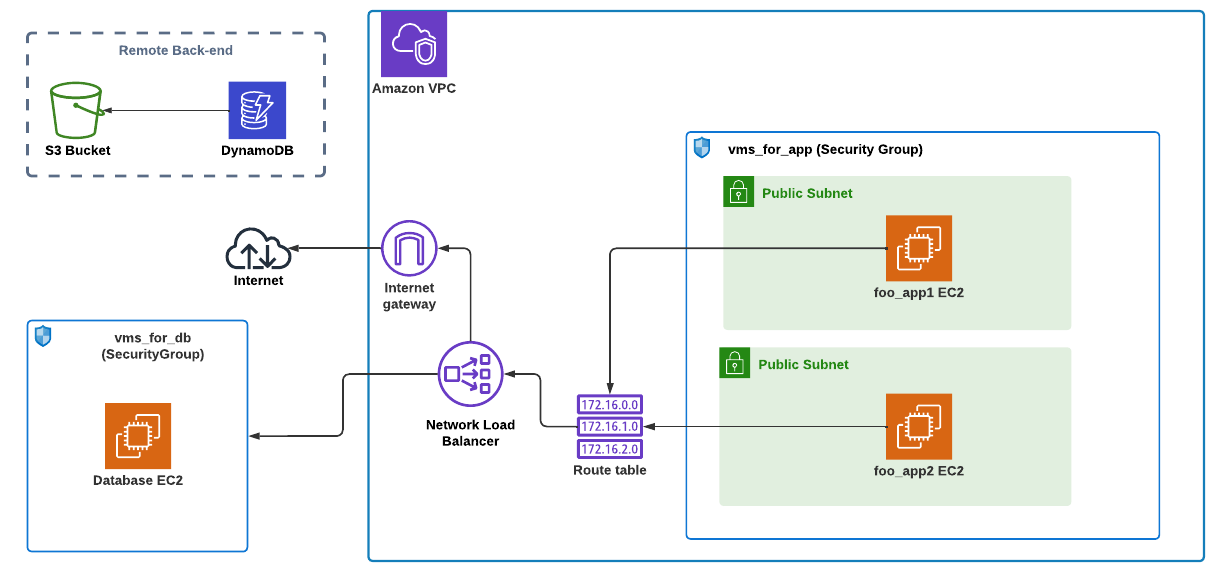 Remote Back-end
S3 Bucket
DynamoDB
Amazon VPC
vms_for_app (Security Group)
Public Subnet
foo_app1 EC2
Internet
Internet
gateway
vms_for_db
(SecurityGroup)
Database EC2
Network Load
Balancer
172.16.0.0
172.16.1.0
172.16.2.0
Route table
Public Subnet
foo_app2 EC2